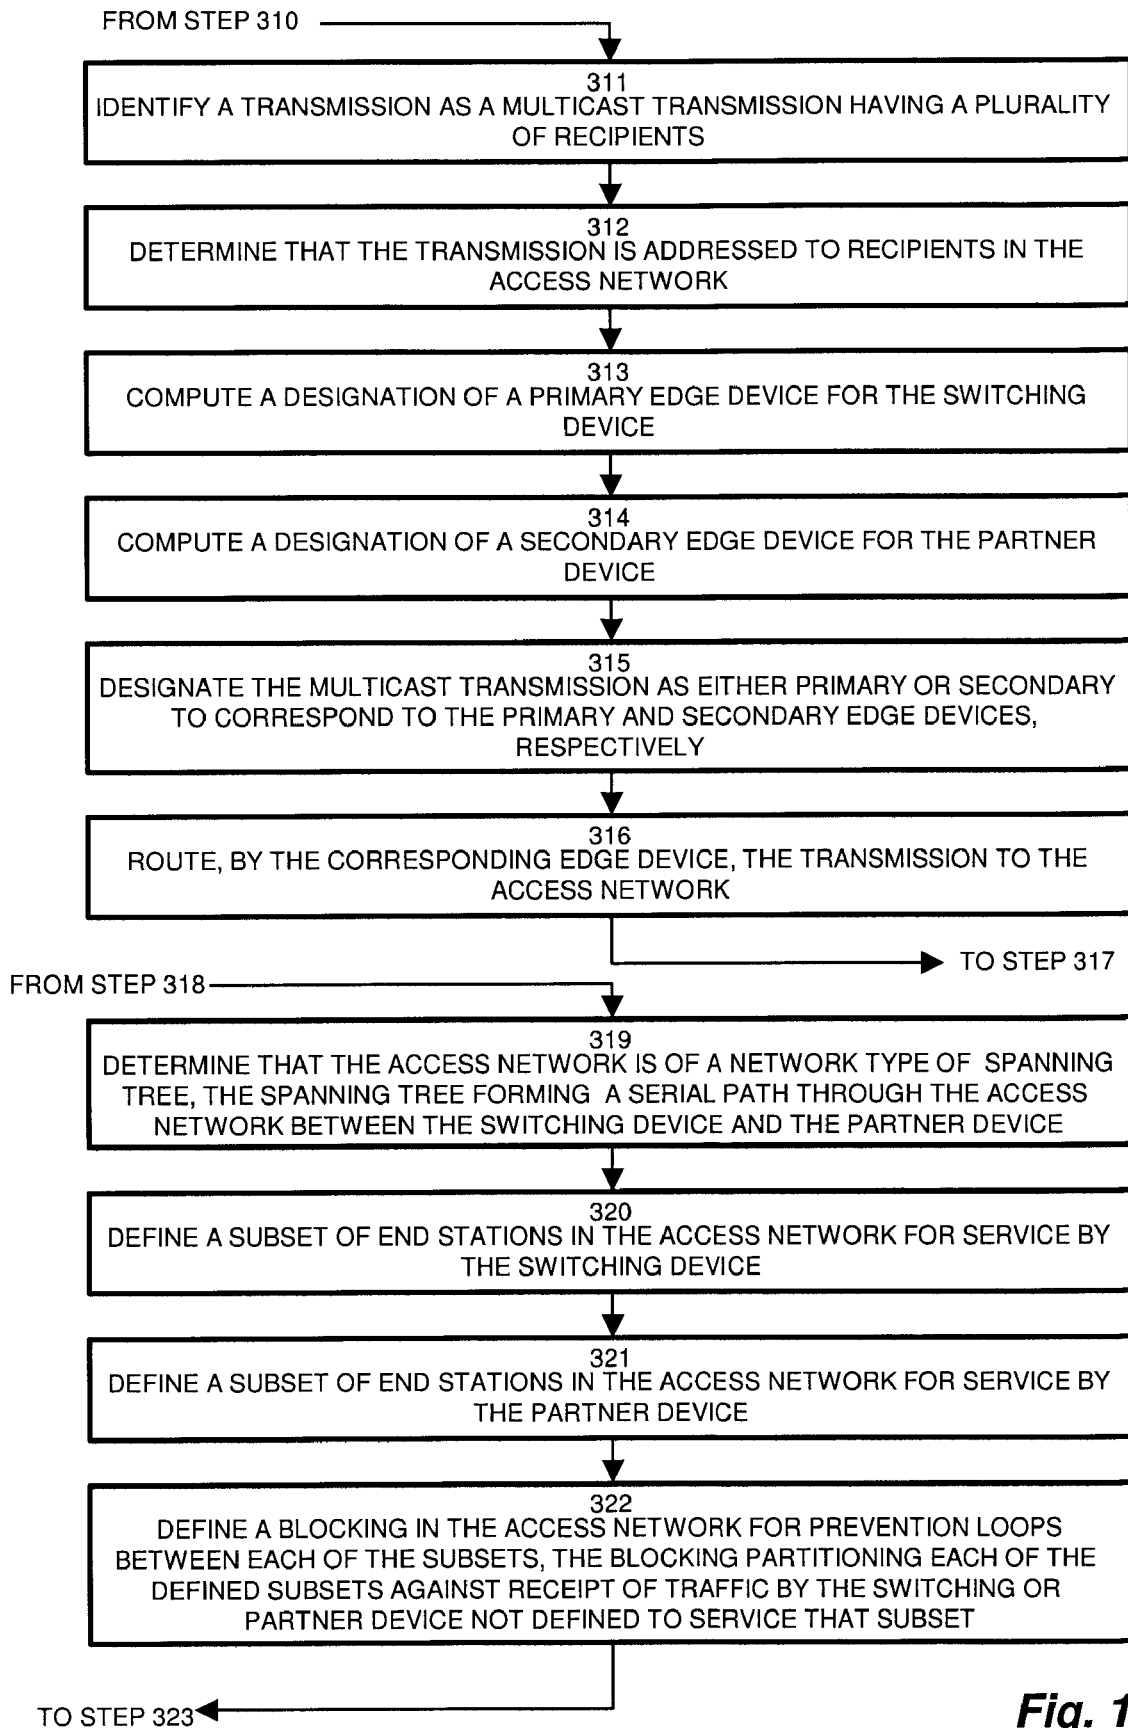 FROM STEP 310
311
IDENTIFY A TRANSMISSION AS A MULTICAST TRANSMISSION HAVING A PLURALITY
OF RECIPIENTS
312
DETERMINE THAT THE TRANSMISSION IS ADDRESSED TO RECIPIENTS IN THE
ACCESS NETWORK
313
COMPUTE A DESIGNATION OF A PRIMARY EDGE DEVICE FOR THE SWITCHING
DEVICE
314
COMPUTE A DESIGNATION OF A SECONDARY EDGE DEVICE FOR THE PARTNER
DEVICE
315
DESIGNATE THE MULTICAST TRANSMISSION AS EITHER PRIMARY OR SECONDARY
TO CORRESPOND TO THE PRIMARY AND SECONDARY EDGE DEVICES,
RESPECTIVELY
316
ROUTE, BY THE CORRESPONDING EDGE DEVICE, THE TRANSMISSION TO THE
ACCESS NETWORK
TO STEP 317
FROM STEP 318
319
DETERMINE THAT THE ACCESS NETWORK IS OF A NETWORK TYPE OF SPANNING
TREE, THE SPANNING TREE FORMING A SERIAL PATH THROUGH THE ACCESS
NETWORK BETWEEN THE SWITCHING DEVICE AND THE PARTNER DEVICE
320
DEFINE A SUBSET OF END STATIONS IN THE ACCESS NETWORK FOR SERVICE BY
THE SWITCHING DEVICE
321
DEFINE A SUBSET OF END STATIONS IN THE ACCESS NETWORK FOR SERVICE BY
THE PARTNER DEVICE
322
DEFINE A BLOCKING IN THE ACCESS NETWORK FOR PREVENTION LOOPS
BETWEEN EACH OF THE SUBSETS, THE BLOCKING PARTITIONING EACH OF THE
DEFINED SUBSETS AGAINST RECEIPT OF TRAFFIC BY THE SWITCHING OR
PARTNER DEVICE NOT DEFINED TO SERVICE THAT SUBSET
TO STEP 323
Fig. 1